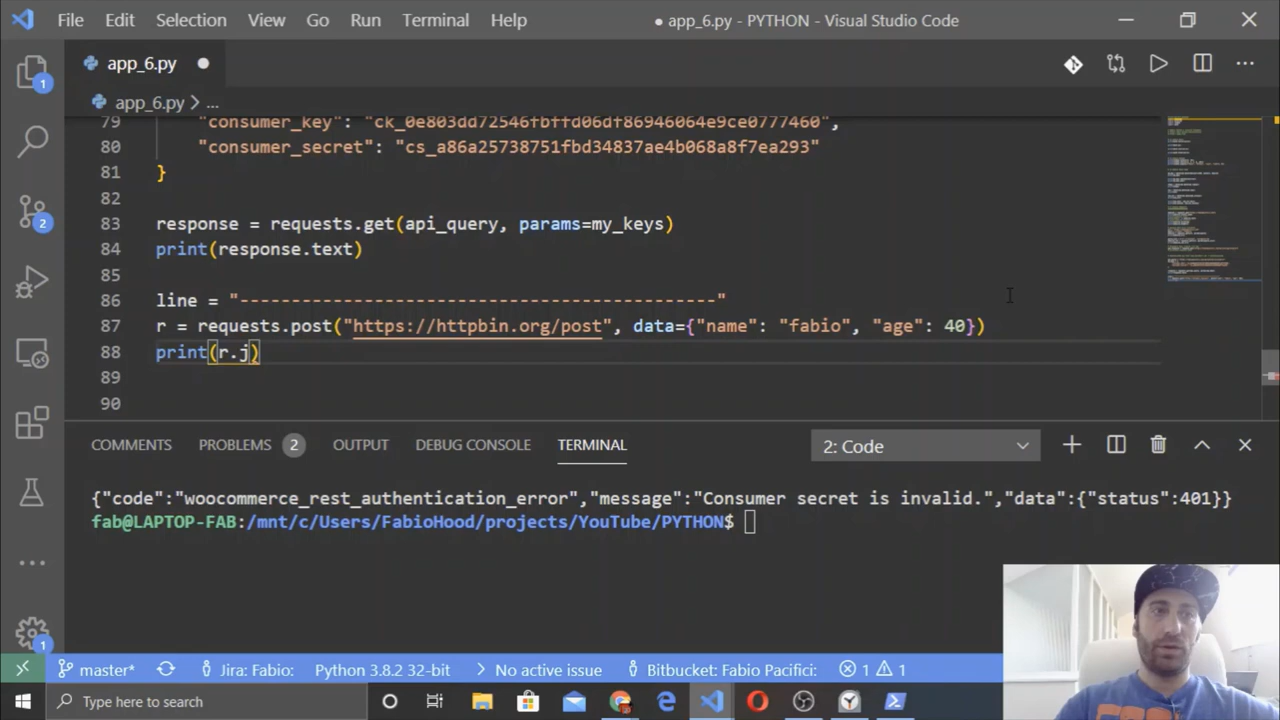 File Edit Selection View Go Run Terminal Help ● app_6.py - PYTHON - Visual Studio Code
app_6.py
app_6.py > ...
79 "consumer_key": "ck_0e803dd72546fbffd06df86946064e9ce0777460",
80 "consumer_secret": "cs_a86d25738751fbd34837ae4b068a8f7ea293"
81 }
82
83 response = requests.get(api_query, params=my_keys)
84 print(response.text)
85
86 line = "----------------------------------------------"
87 r = requests.post("https://httpbin.org/post", data={"name": "fabio", "age": 40})
88 print(r.j)
89
90
COMMENTS PROBLEMS 2 OUTPUT DEBUG CONSOLE TERMINAL 2: Code
{"code":"woocommerce_rest_authentication_error","message":"Consumer secret is invalid.","data":{"status":401}}
fab@LAPTOP-FAB:/mnt/c/Users/FabioHood/projects/YouTube/PYTHON$
1
2
1
master* Jira: Fabio: Python 3.8.2 32-bit No active issue Bitbucket: Fabio Pacifici: 1 1
Type here to search